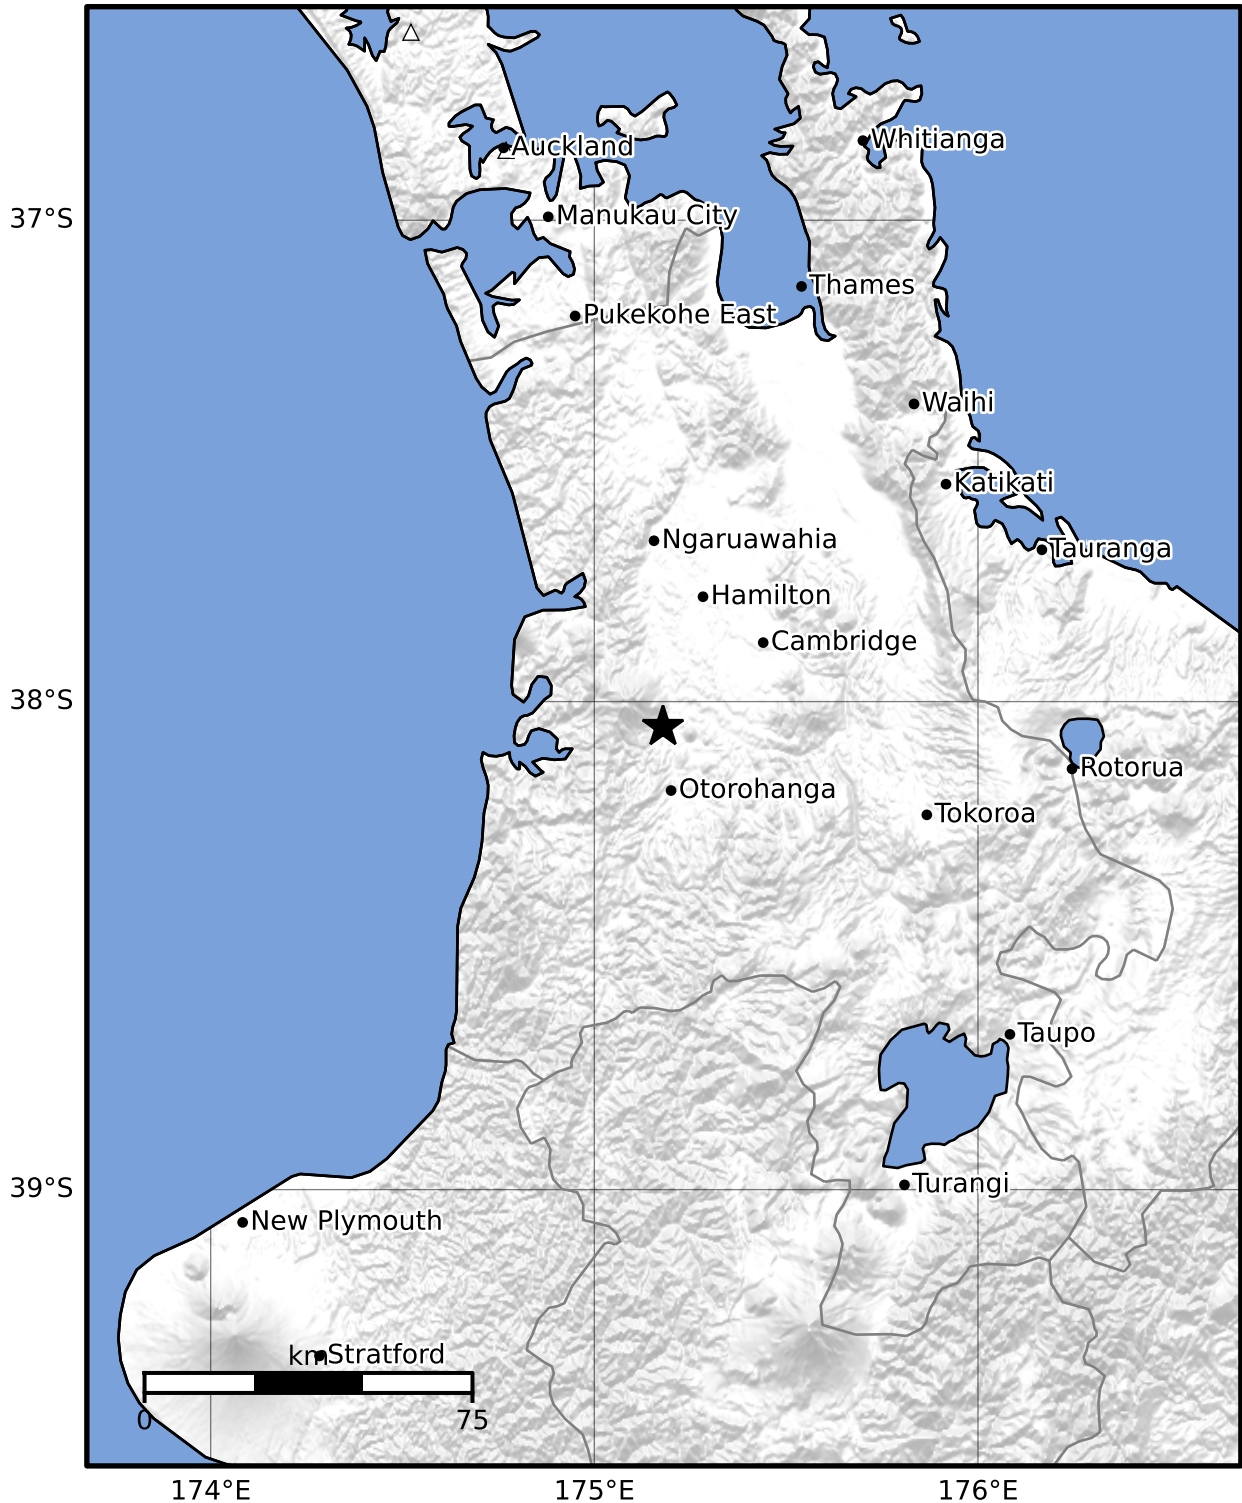 Whitianga
Auckland
37°S
Manukau City
Thames
Pukekohe East
Waihi
Katikati
Ngaruawahia
Tauranga
Hamilton
Cambridge
38°S
Rotorua
Otorohanga
Tokoroa
Taupo
39°S
Turangi
New Plymouth
km
Stratford
0
75
174°E
175°E
176°E